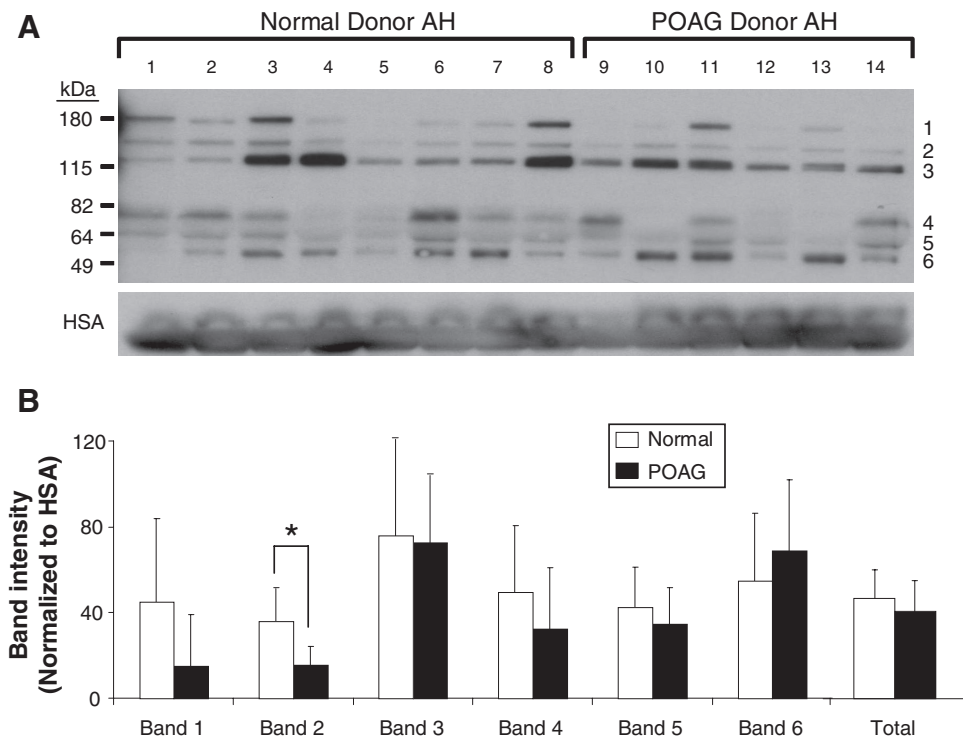 A
Normal Donor AH
POAG Donor AH
1 2 3 4 5 6 7 8 9 10 11 12 13 14
kDa
180
115
82
64
49
1
2
3
4
5
6
HSA
B
Band intensity
(Normalized to HSA)
120
80
40
0
*
Normal
POAG
Band 1 Band 2 Band 3 Band 4 Band 5 Band 6 Total